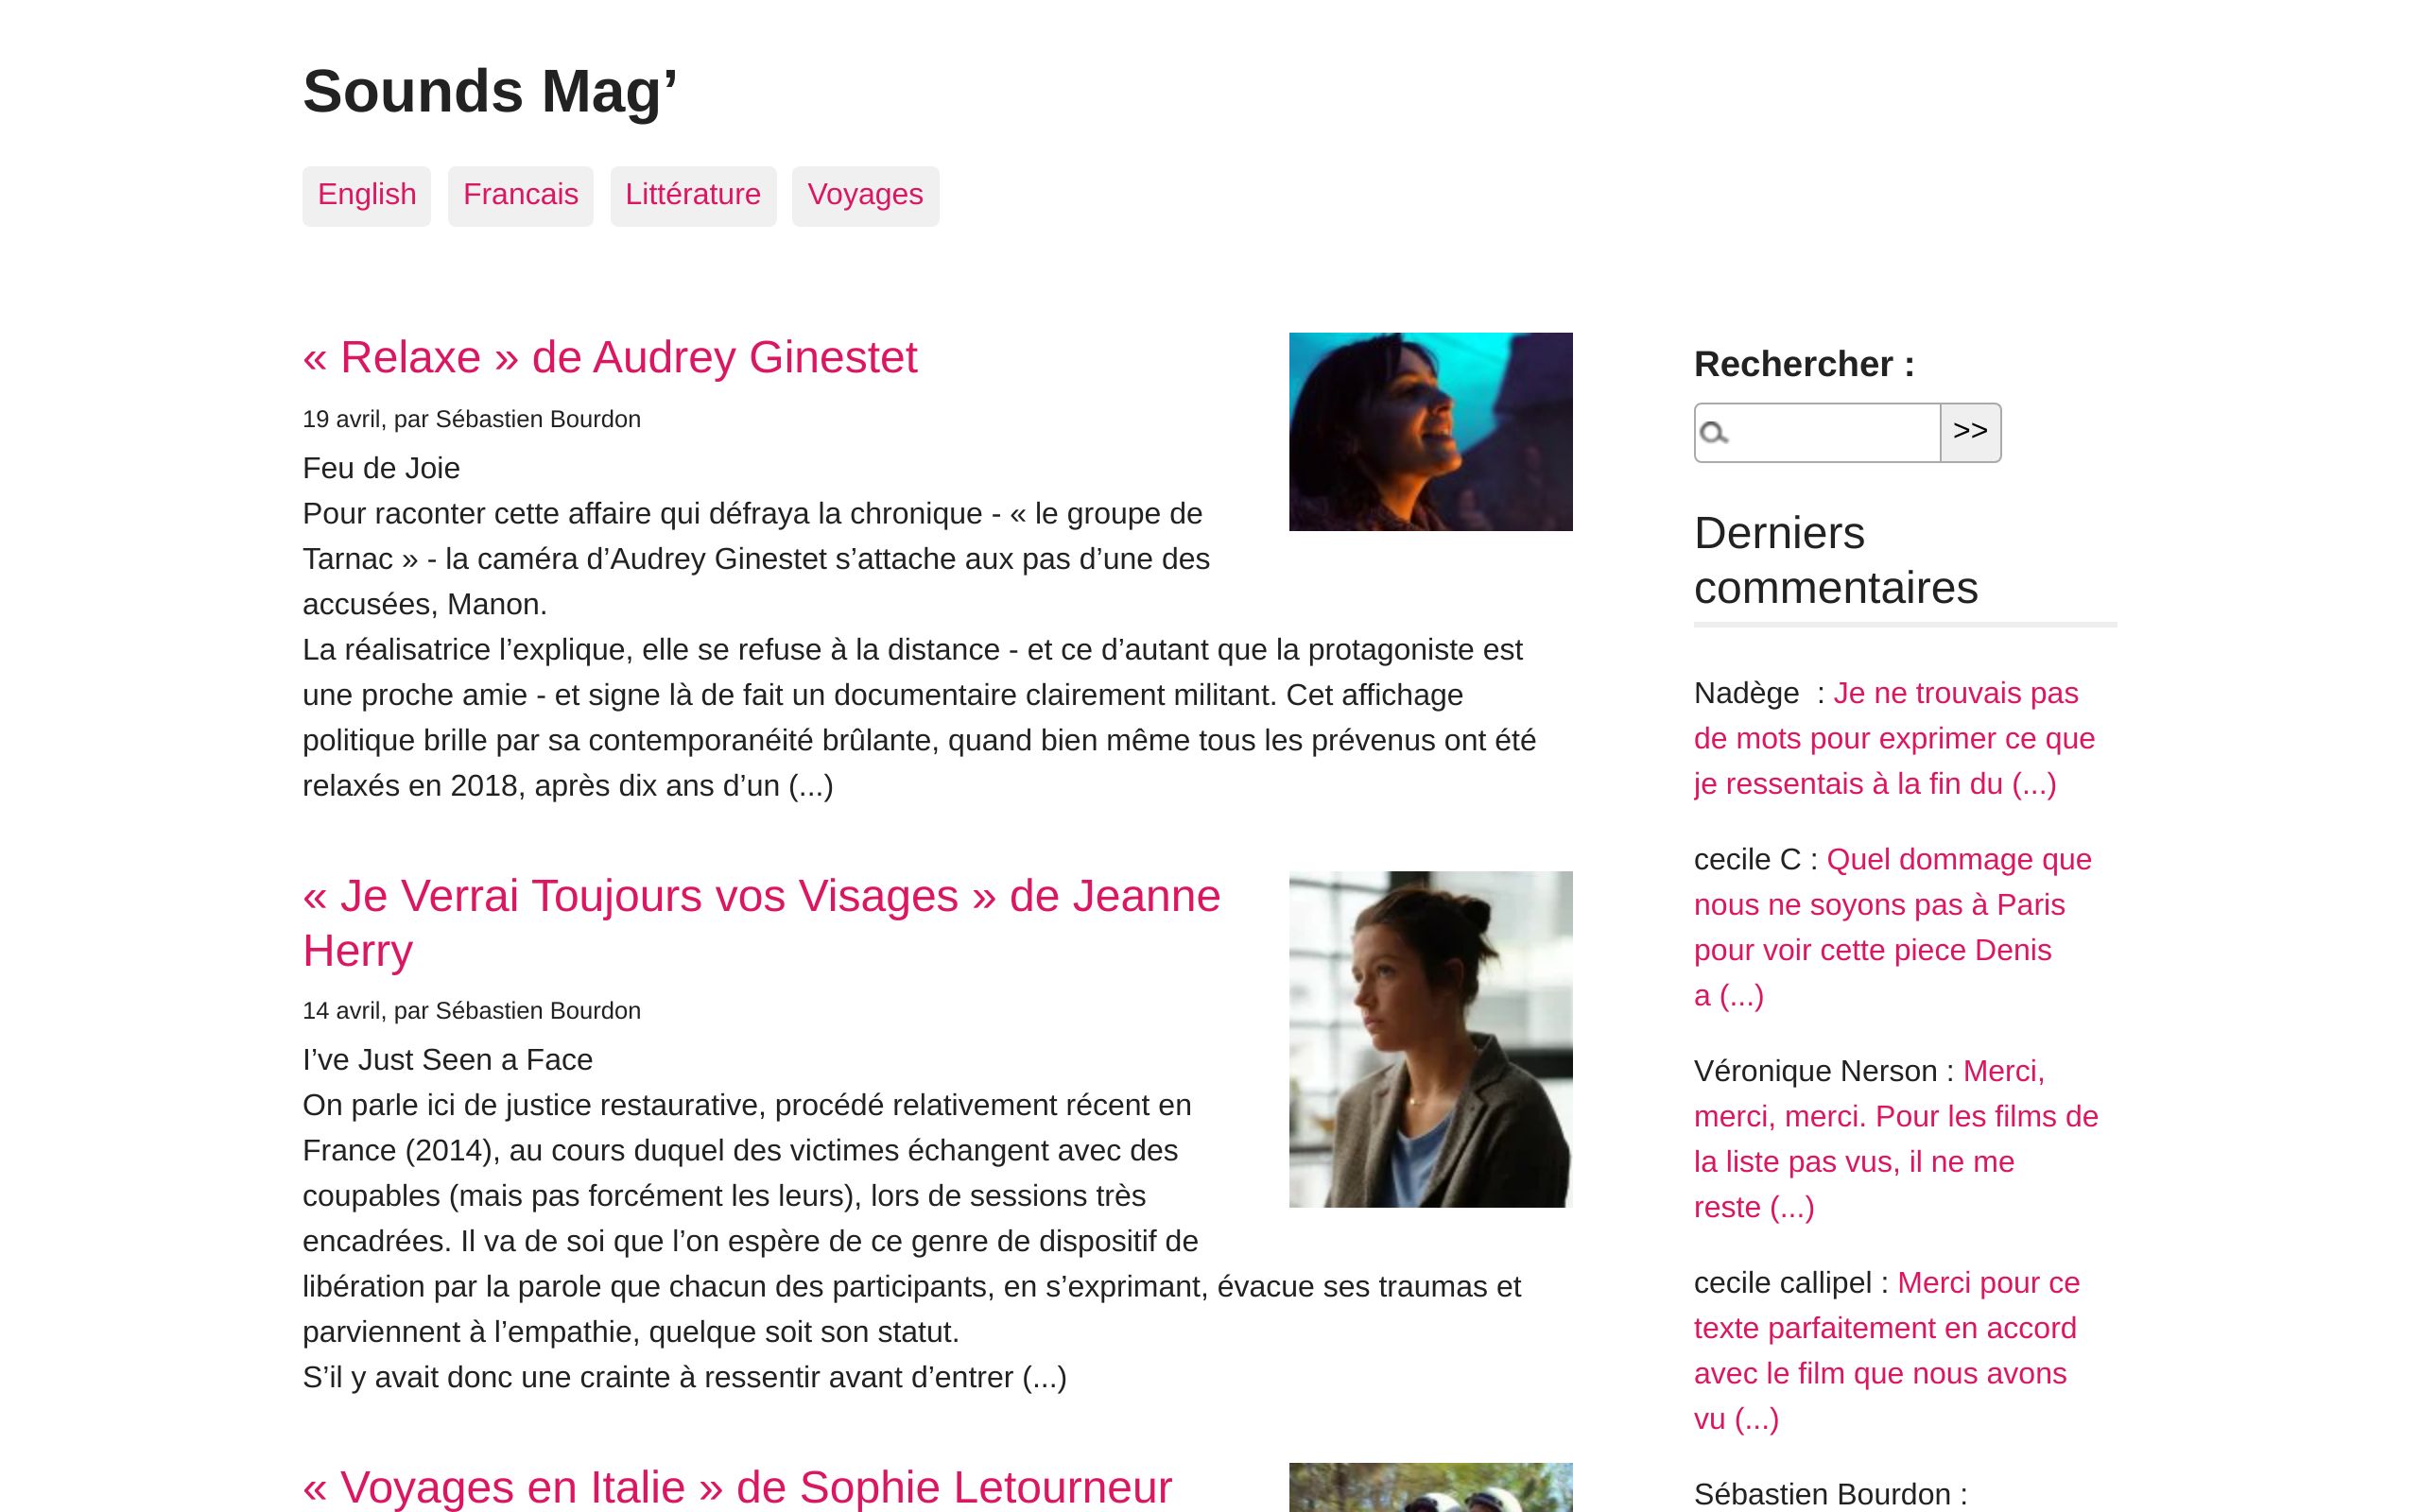 Sounds Mag’
English
Francais
Littérature
Voyages
« Relaxe » de Audrey Ginestet
19 avril, par Sébastien Bourdon
Feu de Joie
Pour raconter cette affaire qui défraya la chronique - « le groupe de
Tarnac » - la caméra d’Audrey Ginestet s’attache aux pas d’une des
accusées, Manon.
La réalisatrice l’explique, elle se refuse à la distance - et ce d’autant que la protagoniste est
une proche amie - et signe là de fait un documentaire clairement militant. Cet affichage
politique brille par sa contemporanéité brûlante, quand bien même tous les prévenus ont été
relaxés en 2018, après dix ans d’un (...)
« Je Verrai Toujours vos Visages » de Jeanne
Herry
14 avril, par Sébastien Bourdon
I’ve Just Seen a Face
On parle ici de justice restaurative, procédé relativement récent en
France (2014), au cours duquel des victimes échangent avec des
coupables (mais pas forcément les leurs), lors de sessions très
encadrées. Il va de soi que l’on espère de ce genre de dispositif de
libération par la parole que chacun des participants, en s’exprimant, évacue ses traumas et
parviennent à l’empathie, quelque soit son statut.
S’il y avait donc une crainte à ressentir avant d’entrer (...)
« Voyages en Italie » de Sophie Letourneur
Rechercher :
>>
Derniers
commentaires
Nadège  : Je ne trouvais pas
de mots pour exprimer ce que
je ressentais à la fin du (...)
cecile C : Quel dommage que
nous ne soyons pas à Paris
pour voir cette piece Denis
a (...)
Véronique Nerson : Merci,
merci, merci. Pour les films de
la liste pas vus, il ne me
reste (...)
cecile callipel : Merci pour ce
texte parfaitement en accord
avec le film que nous avons
vu (...)
Sébastien Bourdon :